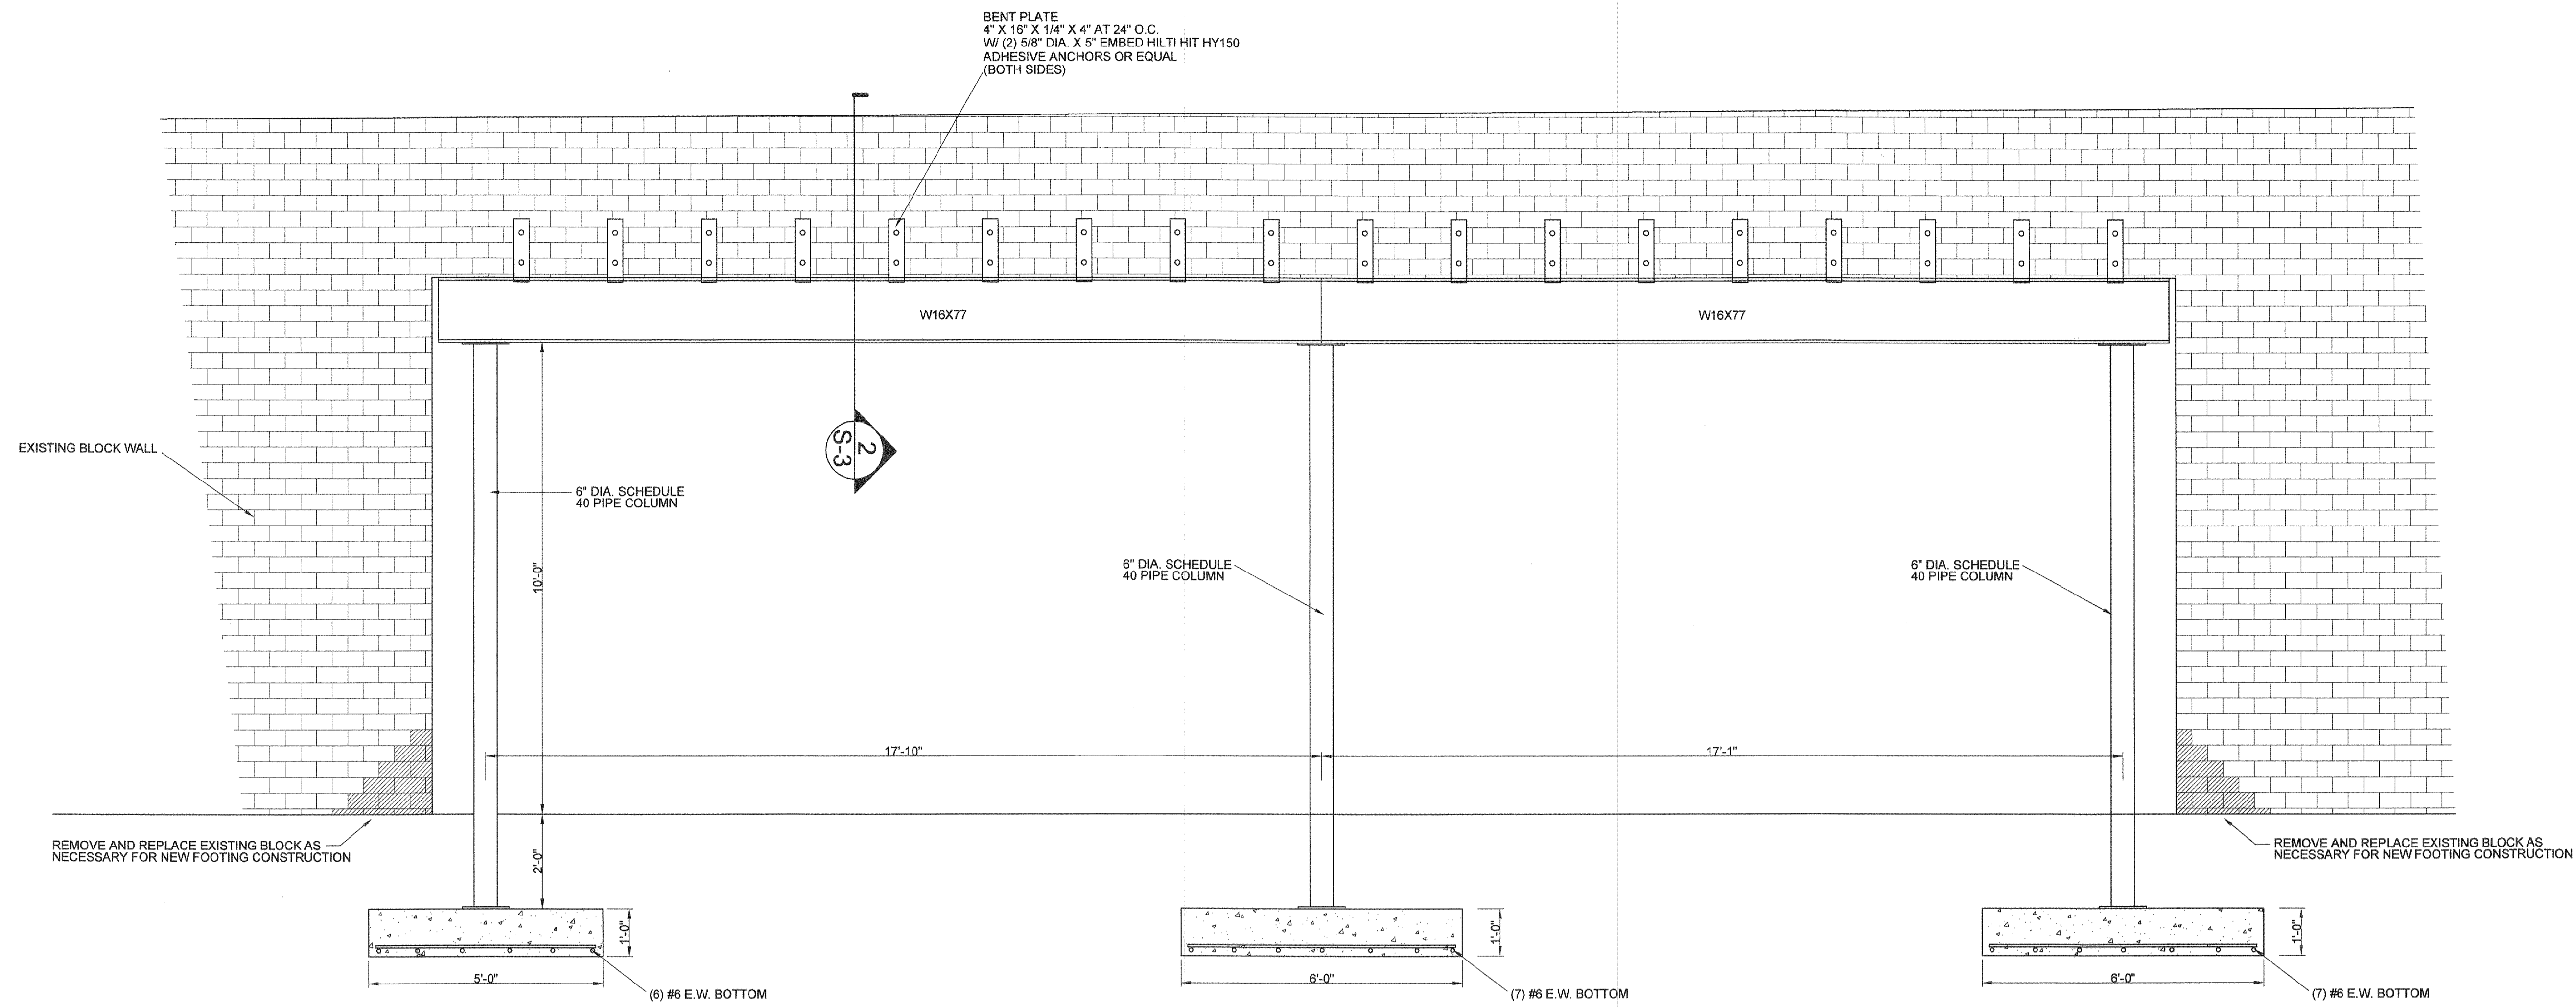 BENT PLATE
4" X 16" X 1/4" X 4" AT 24" O.C.
W/ (2) 5/8" DIA. X 5" EMBED HILTI HIT HY150
ADHESIVE ANCHORS OR EQUAL
(BOTH SIDES)
W16X77
W16X77
EXISTING BLOCK WALL
2
S-3
6" DIA. SCHEDULE
40 PIPE COLUMN
10'-0"
6" DIA. SCHEDULE
40 PIPE COLUMN
6" DIA. SCHEDULE
40 PIPE COLUMN
17'-10"
17'-1"
REMOVE AND REPLACE EXISTING BLOCK AS
NECESSARY FOR NEW FOOTING CONSTRUCTION
2'-0"
REMOVE AND REPLACE EXISTING BLOCK AS
NECESSARY FOR NEW FOOTING CONSTRUCTION
1'-0"
1'-0"
1'-0"
5'-0"
6'-0"
6'-0"
(6) #6 E.W. BOTTOM
(7) #6 E.W. BOTTOM
(7) #6 E.W. BOTTOM